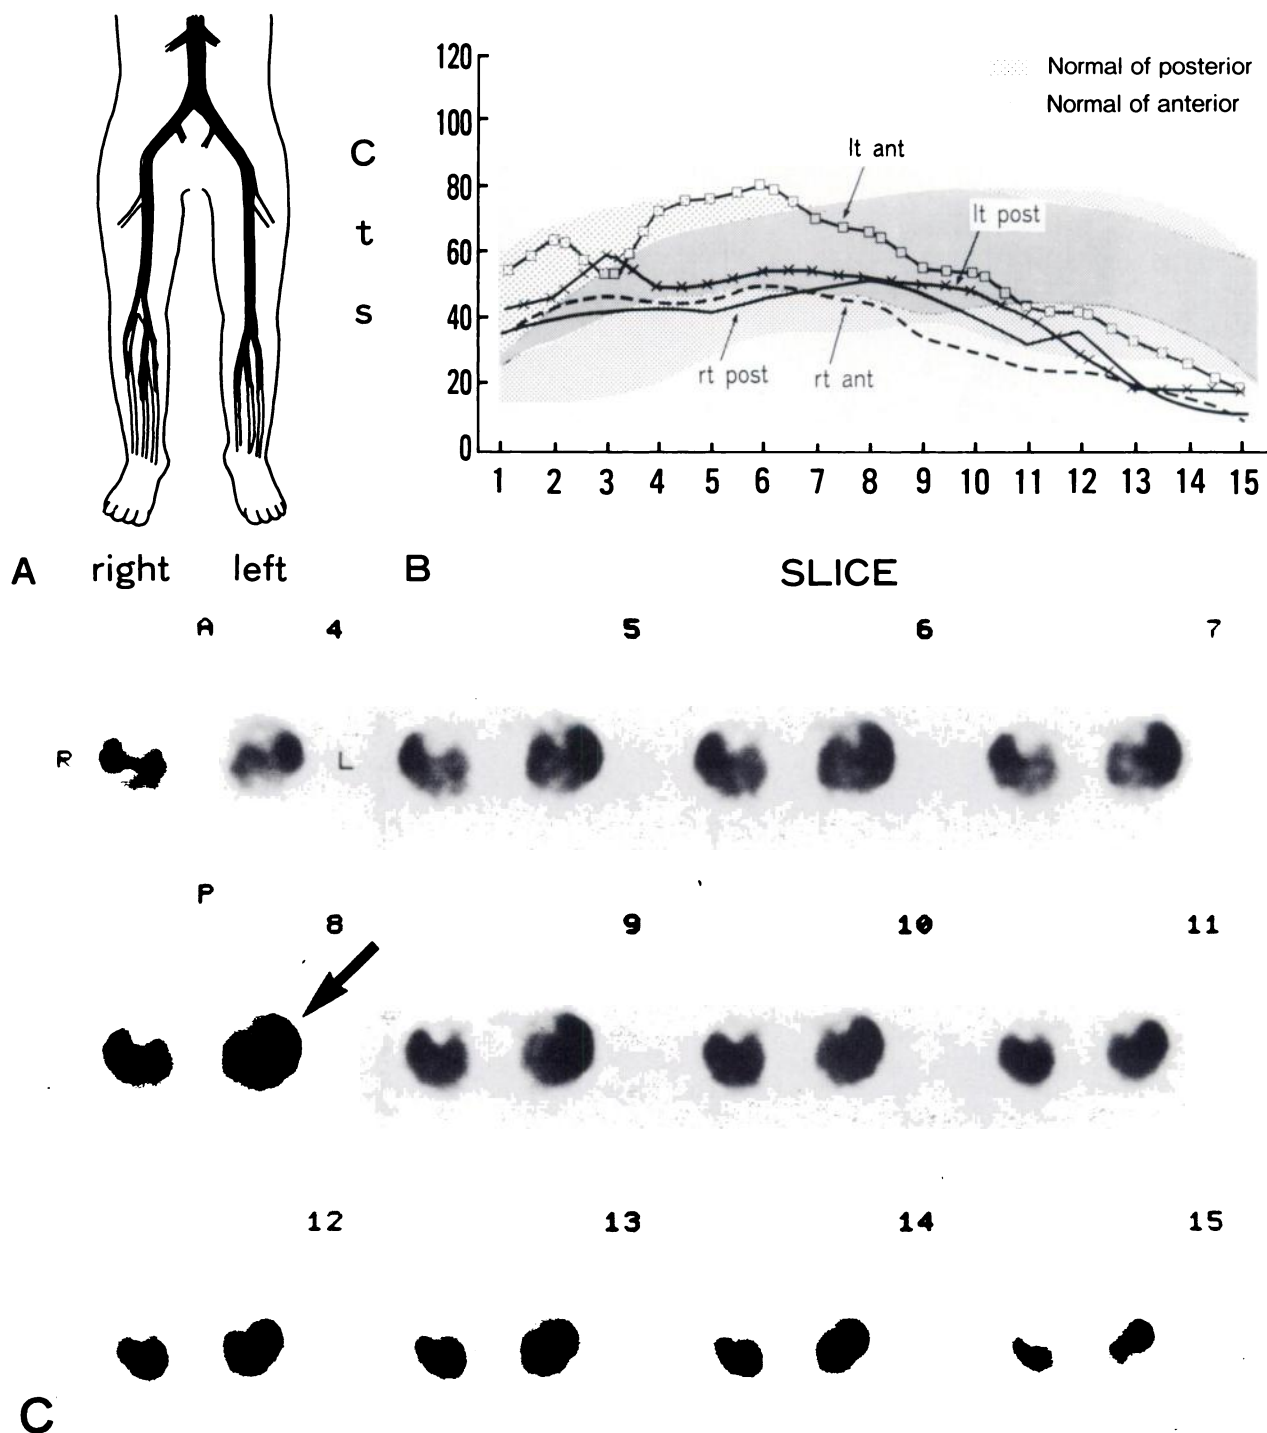 120
100
80
60
40
20
0
C
t
s
Normal of posterior
Normal of anterior
lt ant
lt post
rt post
rt ant
1 2 3 4 5 6 7 8 9 10 11 12 13 14 15
A right left B SLICE
A 4 5 6 7
R L
P
8 9 10 11
12 13 14 15
C